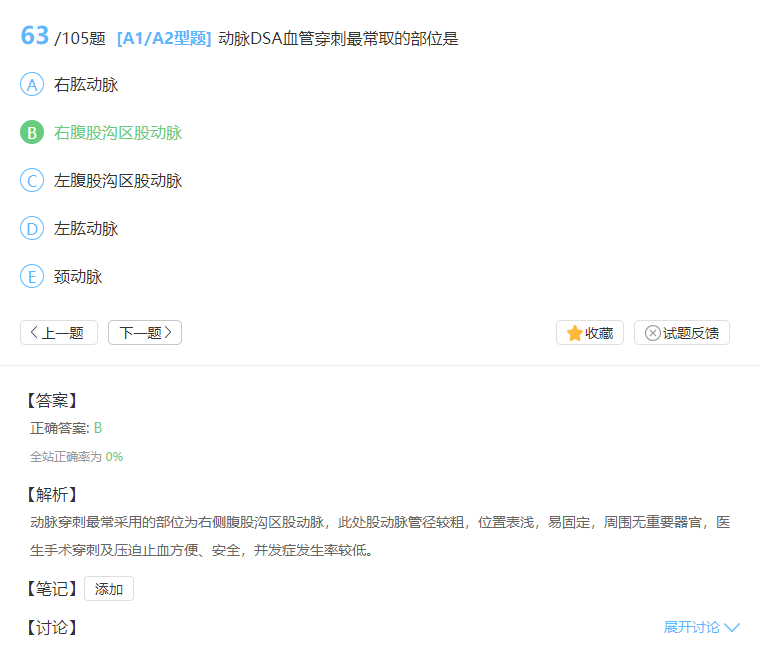 63 /105题 [A1/A2型题] 动脉DSA血管穿刺最常取的部位是
A 右肱动脉
B 右腹股沟区股动脉
C 左腹股沟区股动脉
D 左肱动脉
E 颈动脉
上一题 下一题 收藏 试题反馈
【答案】
正确答案: B
全站正确率为 0%
【解析】
动脉穿刺最常采用的部位为右侧腹股沟区股动脉，此处股动脉管径较粗，位置表浅，易固定，周围无重要器官，医
生手术穿刺及压迫止血方便、安全，并发症发生率较低。
【笔记】 添加
【讨论】 展开讨论